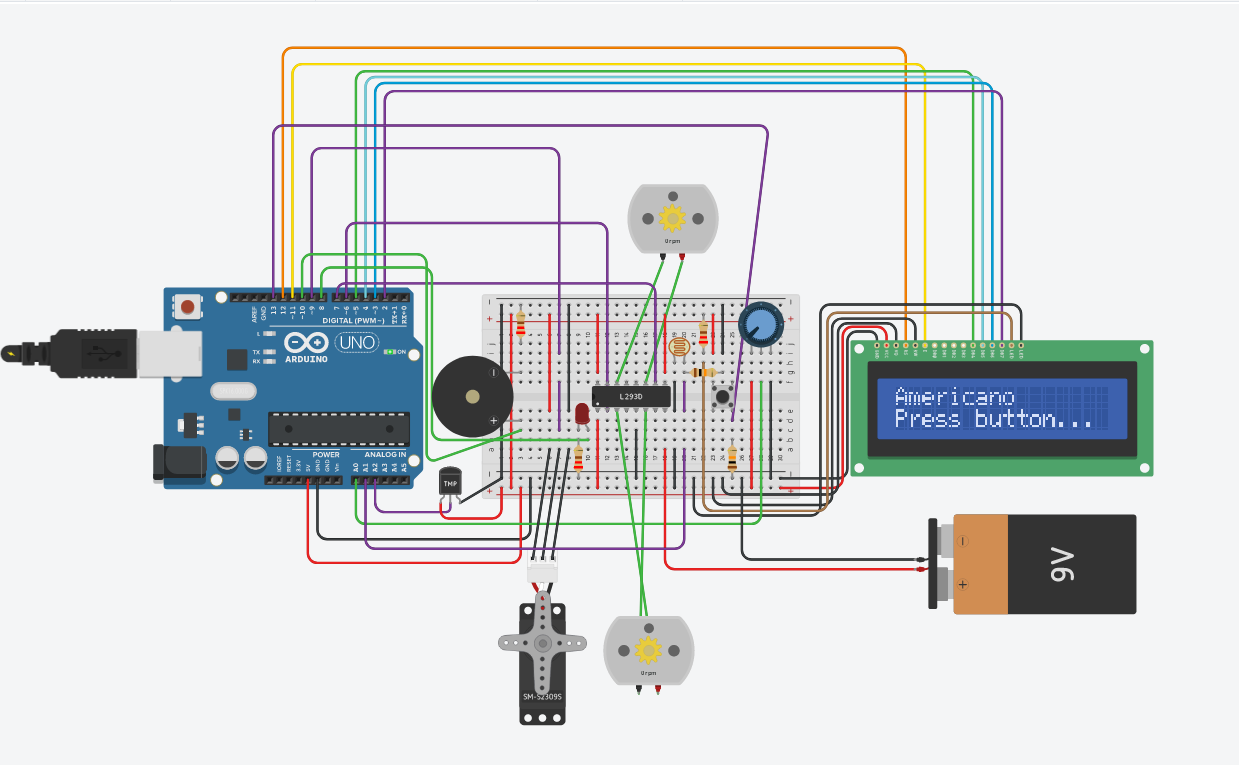 0rpm
AREF
GND
13
12
~11
~10
~9
8
7
~6
~5
4
~3
2
TX→1
RX←0
DIGITAL (PWM~)
L
TX
RX
ARDUINO
UNO
ON
POWER
ANALOG IN
IOREF
RESET
3.3V
5V
GND
GND
Vin
A0
A1
A2
A3
A4
A5
TMP
L293D
Americano
Press button...
9V
0rpm
SM-S2309S